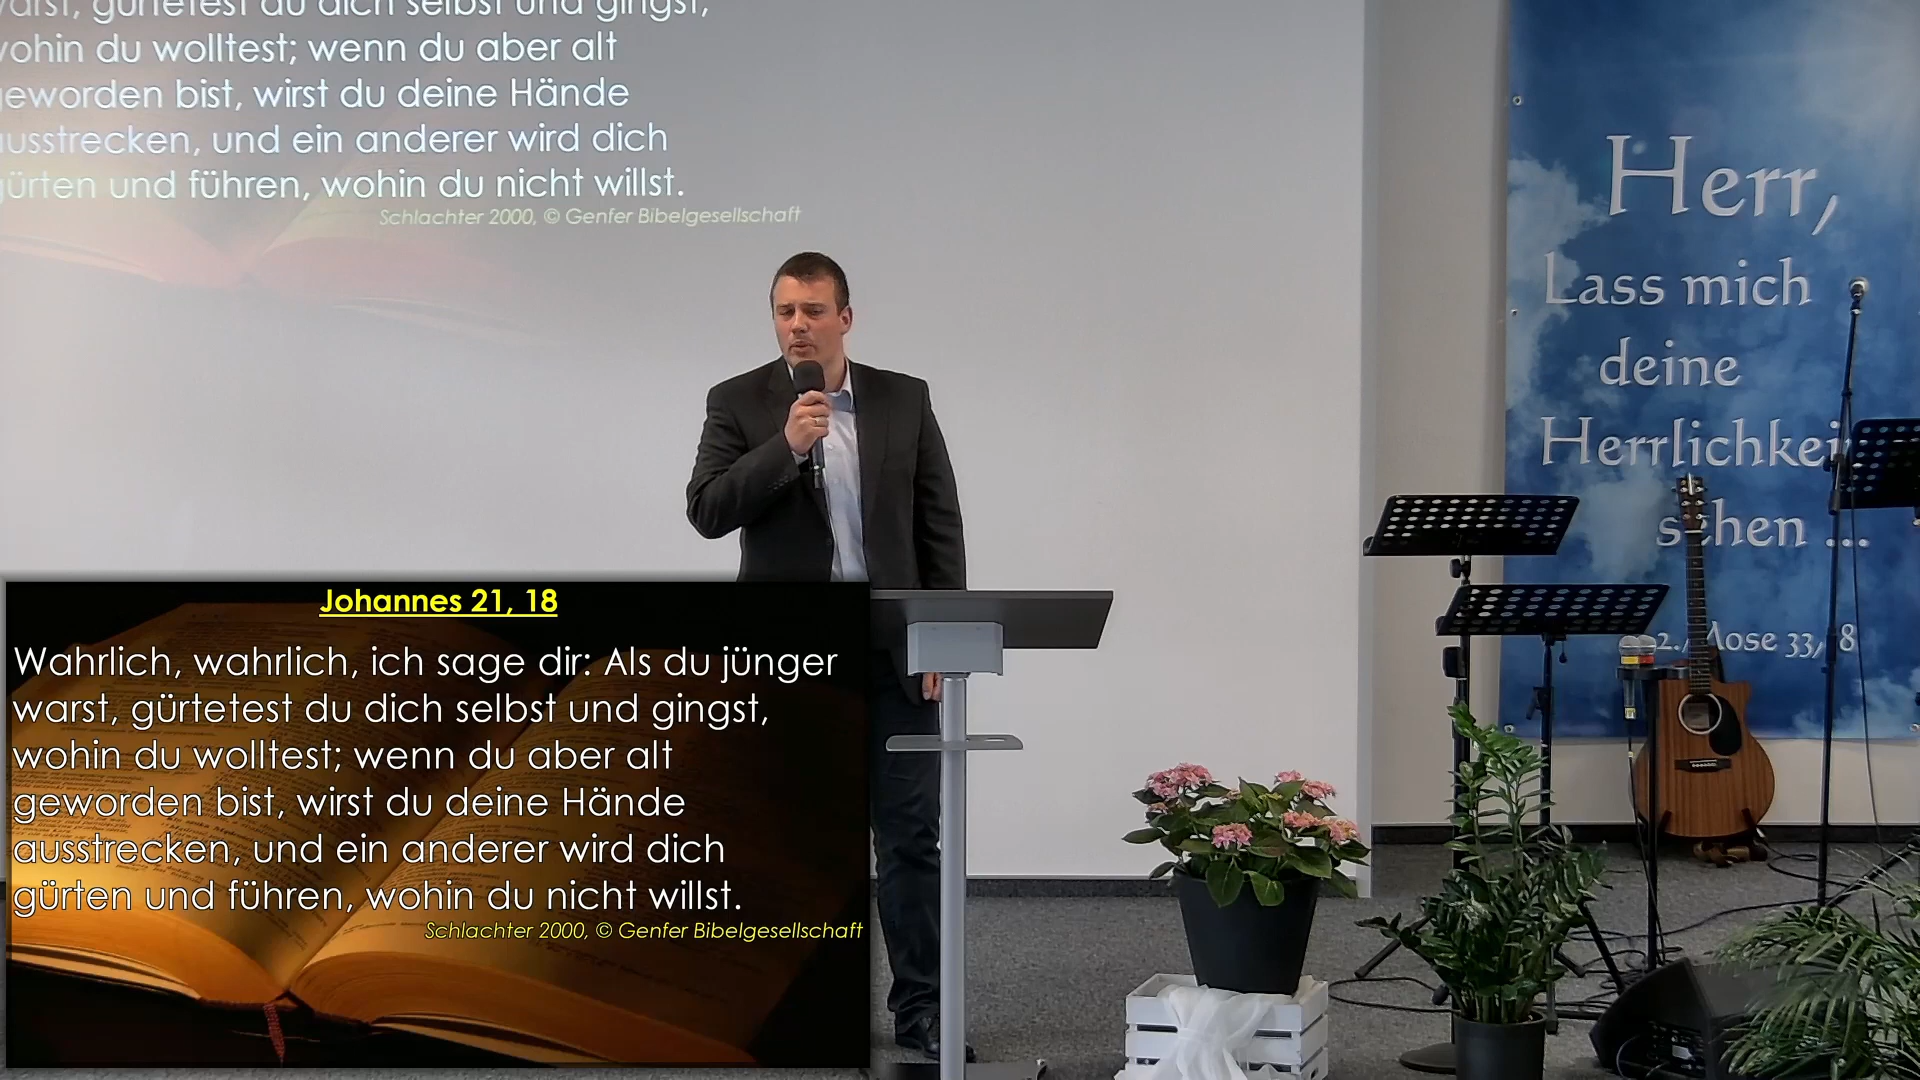 warst, gürtetest du dich selbst und gingst,
wohin du wolltest; wenn du aber alt
geworden bist, wirst du deine Hände
ausstrecken, und ein anderer wird dich
gürten und führen, wohin du nicht willst.
Schlachter 2000, © Genfer Bibelgesellschaft
Herr,
Lass mich
deine
Herrlichkei
sehen ...
2. Mose 33, 18
Johannes 21, 18
Wahrlich, wahrlich, ich sage dir: Als du jünger
warst, gürtetest du dich selbst und gingst,
wohin du wolltest; wenn du aber alt
geworden bist, wirst du deine Hände
ausstrecken, und ein anderer wird dich
gürten und führen, wohin du nicht willst.
Schlachter 2000, © Genfer Bibelgesellschaft